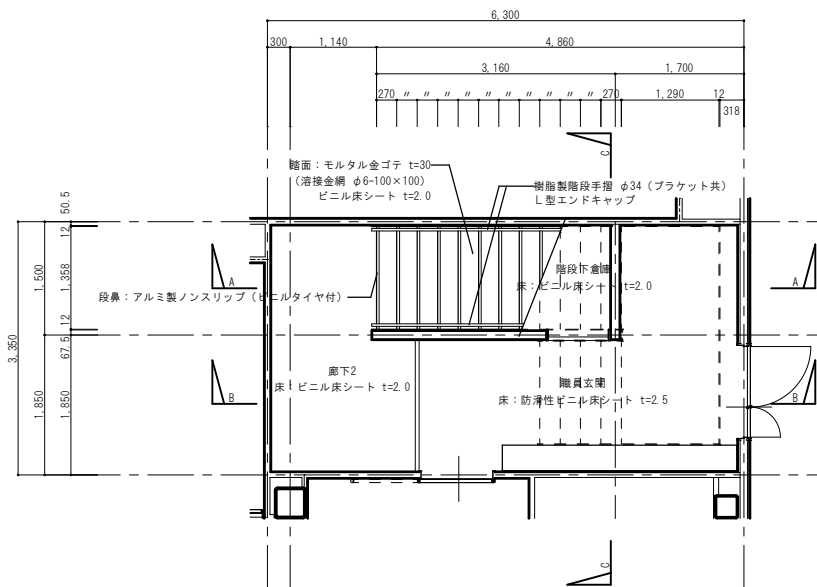 6,300
300
1,140
4,860
3,160
1,700
270 〃 〃 〃 〃 〃 〃 〃 〃 〃 〃 270
1,290
12
318
C
踏面：モルタル金ゴテ t=30
（溶接金網 φ6-100×100）
ビニル床シート t=2.0
樹脂製階段手摺 φ34（ブラケット共）
L型エンドキャップ
50.5
12
1,500
1,358
A
階段下倉庫
床：ビニル床シート t=2.0
A
段鼻：アルミ製ノンスリップ（ビニルタイヤ付）
12
3,350
67.5
廊下2
床：ビニル床シート t=2.0
職員玄関
床：防滑性ビニル床シート t=2.5
1,850
1,850
B
B
C